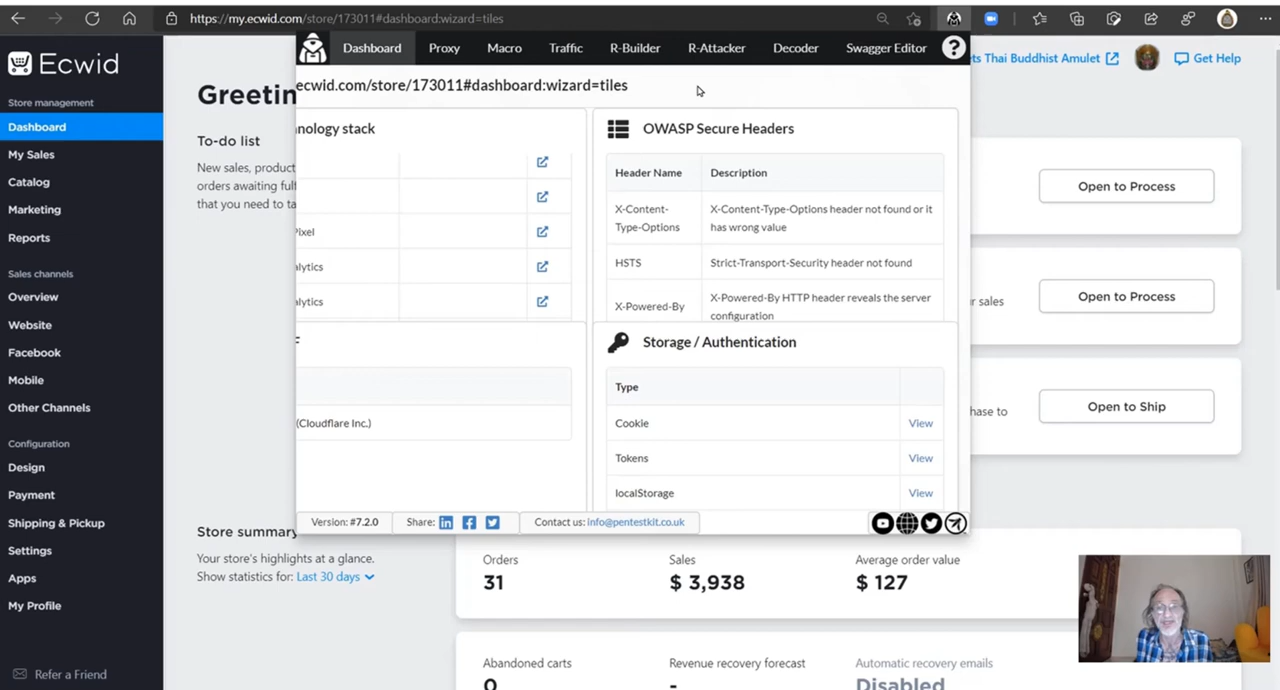 https://my.ecwid.com/store/173011#dashboard:wizard=tiles
Ecwid
Store management
Dashboard
My Sales
Catalog
Marketing
Reports
Sales channels
Overview
Website
Facebook
Mobile
Other Channels
Configuration
Design
Payment
Shipping & Pickup
Settings
Apps
My Profile
Refer a Friend
Greetin
To-do list
New sales, product
orders awaiting fulf
that you need to ta
Store summary
Your store's highlights at a glance.
Show statistics for: Last 30 days
Dashboard Proxy Macro Traffic R-Builder R-Attacker Decoder Swagger Editor ?
ecwid.com/store/173011#dashboard:wizard=tiles
nology stack
Pixel
alytics
alytics
F
(Cloudflare Inc.)
OWASP Secure Headers
Header Name Description
X-Content-
Type-Options
X-Content-Type-Options header not found or it
has wrong value
HSTS Strict-Transport-Security header not found
X-Powered-By
X-Powered-By HTTP header reveals the server
configuration
Storage / Authentication
Type
Cookie View
Tokens View
localStorage View
Version: #7.2.0 Share: Contact us: info@pentestkit.co.uk
ts Thai Buddhist Amulet Get Help
Open to Process
r sales
Open to Process
hase to
Open to Ship
Orders Sales Average order value
31 $ 3,938 $ 127
Abandoned carts Revenue recovery forecast Automatic recovery emails
0 - Disabled